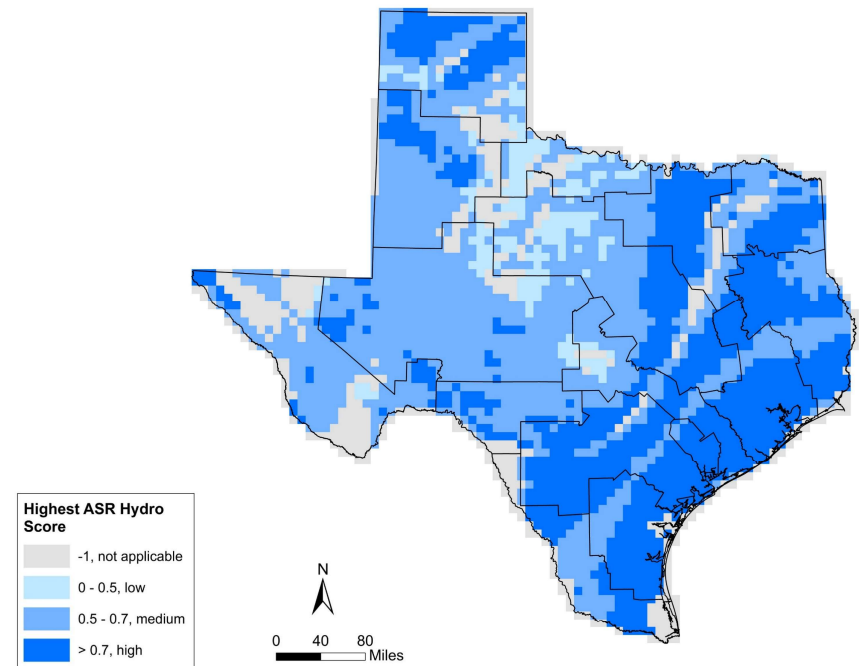 Highest ASR Hydro
Score
-1, not applicable
0 - 0.5, low
0.5 - 0.7, medium
> 0.7, high
N
0 40 80
Miles